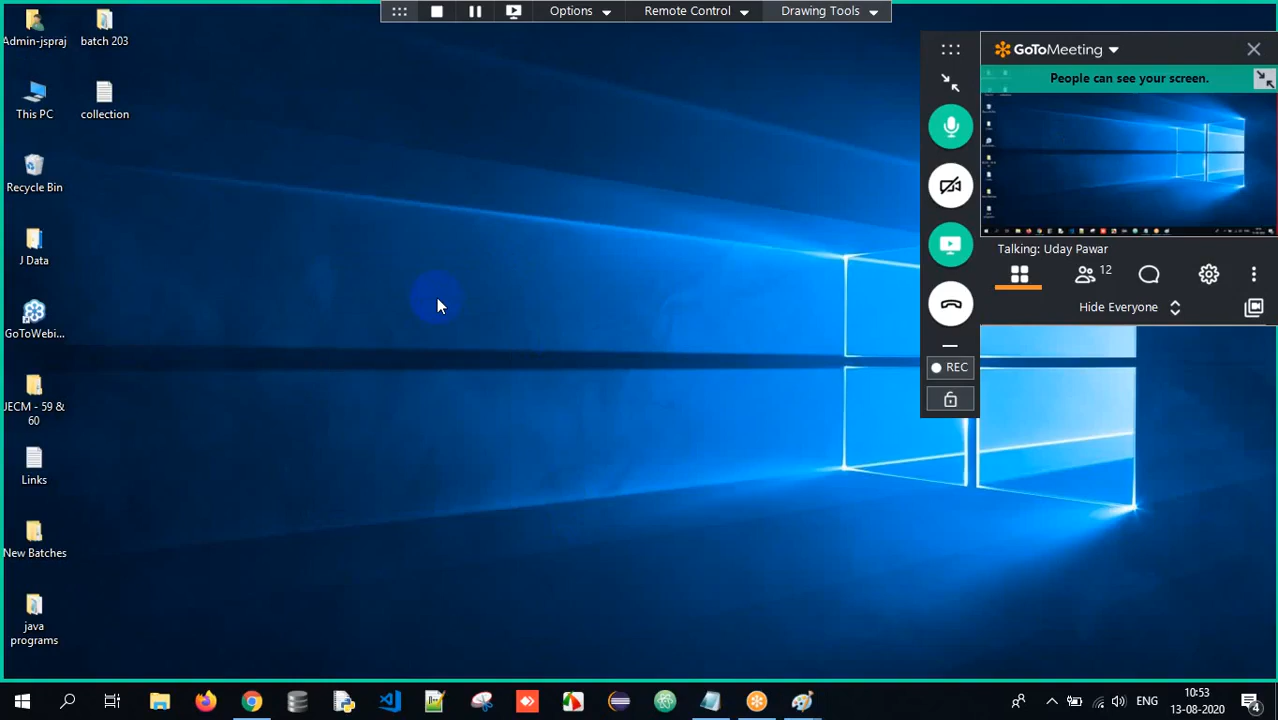 Options
Remote Control
Drawing Tools
Admin-jspraj
batch 203
This PC
collection
Recycle Bin
J Data
GoToWebi...
JECM - 59 &
60
Links
New Batches
java
programs
GoToMeeting
People can see your screen.
Talking: Uday Pawar
12
Hide Everyone
REC
ENG
10:53
13-08-2020
4